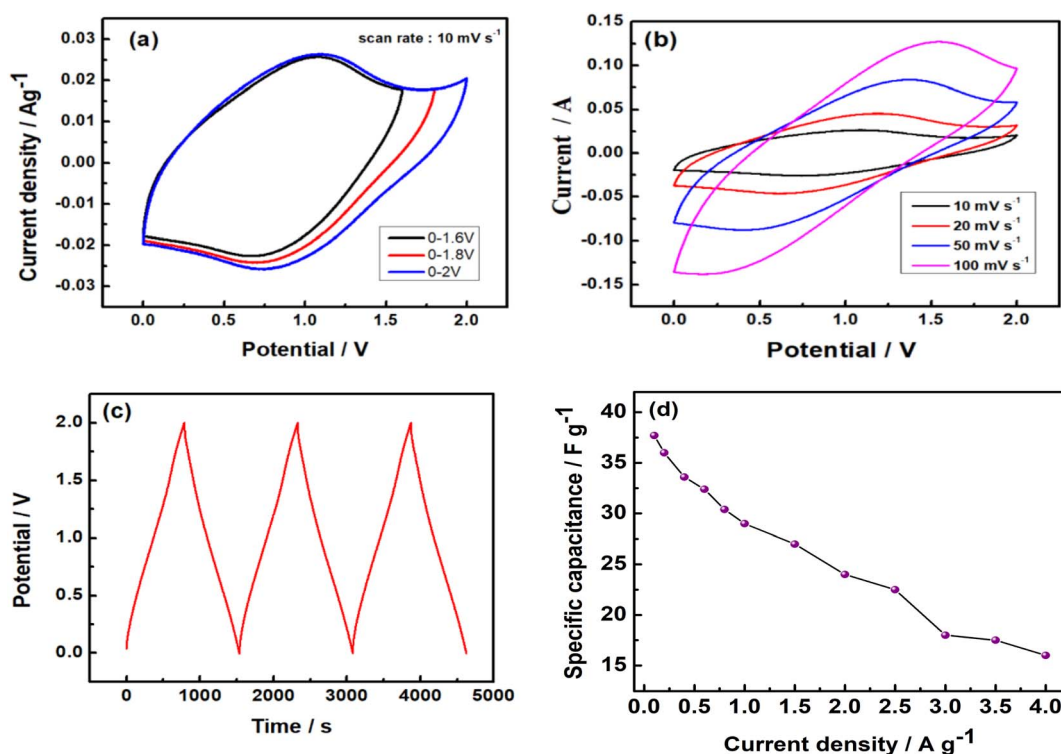 (a)
scan rate : 10 mV s⁻¹
0.03
0.02
0.01
0.00
-0.01
-0.02
-0.03
Current density / Ag⁻¹
0-1.6V
0-1.8V
0-2V
0.0 0.5 1.0 1.5 2.0
Potential / V
(b)
0.15
0.10
0.05
0.00
-0.05
-0.10
-0.15
Current / A
10 mV s⁻¹
20 mV s⁻¹
50 mV s⁻¹
100 mV s⁻¹
0.0 0.5 1.0 1.5 2.0
Potential / V
(c)
2.0
1.5
1.0
0.5
0.0
Potential / V
0 1000 2000 3000 4000 5000
Time / s
(d)
40
35
30
25
20
15
Specific capacitance / F g⁻¹
0.0 0.5 1.0 1.5 2.0 2.5 3.0 3.5 4.0
Current density / A g⁻¹